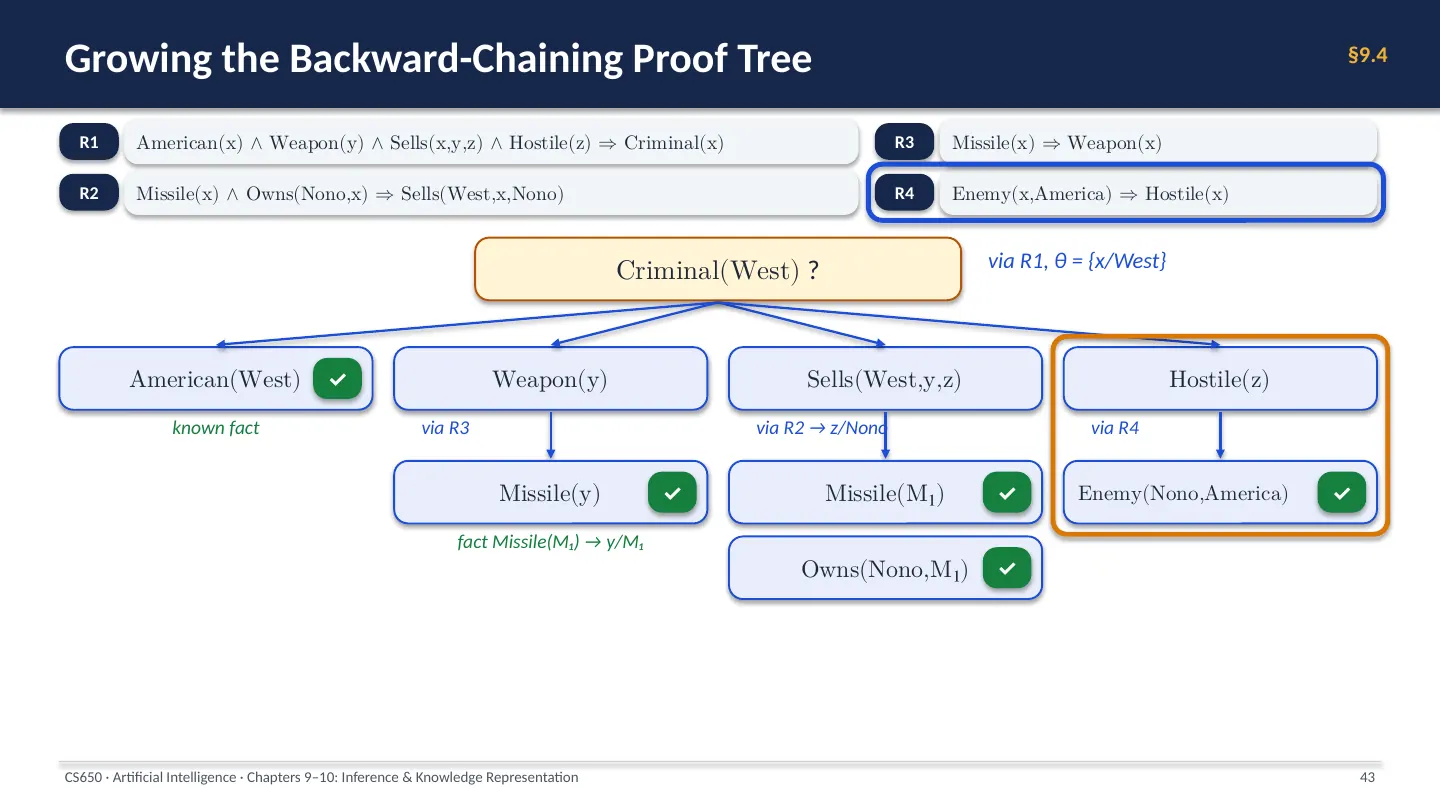 Growing the Backward-Chaining Proof Tree
§9.4
R1 American(x) ∧ Weapon(y) ∧ Sells(x,y,z) ∧ Hostile(z) ⇒ Criminal(x)
R3 Missile(x) ⇒ Weapon(x)
R2 Missile(x) ∧ Owns(Nono,x) ⇒ Sells(West,x,Nono)
R4 Enemy(x,America) ⇒ Hostile(x)
Criminal(West) ?
via R1, θ = {x/West}
American(West) ✓
Weapon(y)
Sells(West,y,z)
Hostile(z)
known fact
via R3
via R2 → z/Nono
via R4
Missile(y) ✓
Missile(M₁) ✓
Enemy(Nono,America) ✓
fact Missile(M₁) → y/M₁
Owns(Nono,M₁) ✓
CS650 · Artificial Intelligence · Chapters 9–10: Inference & Knowledge Representation
43